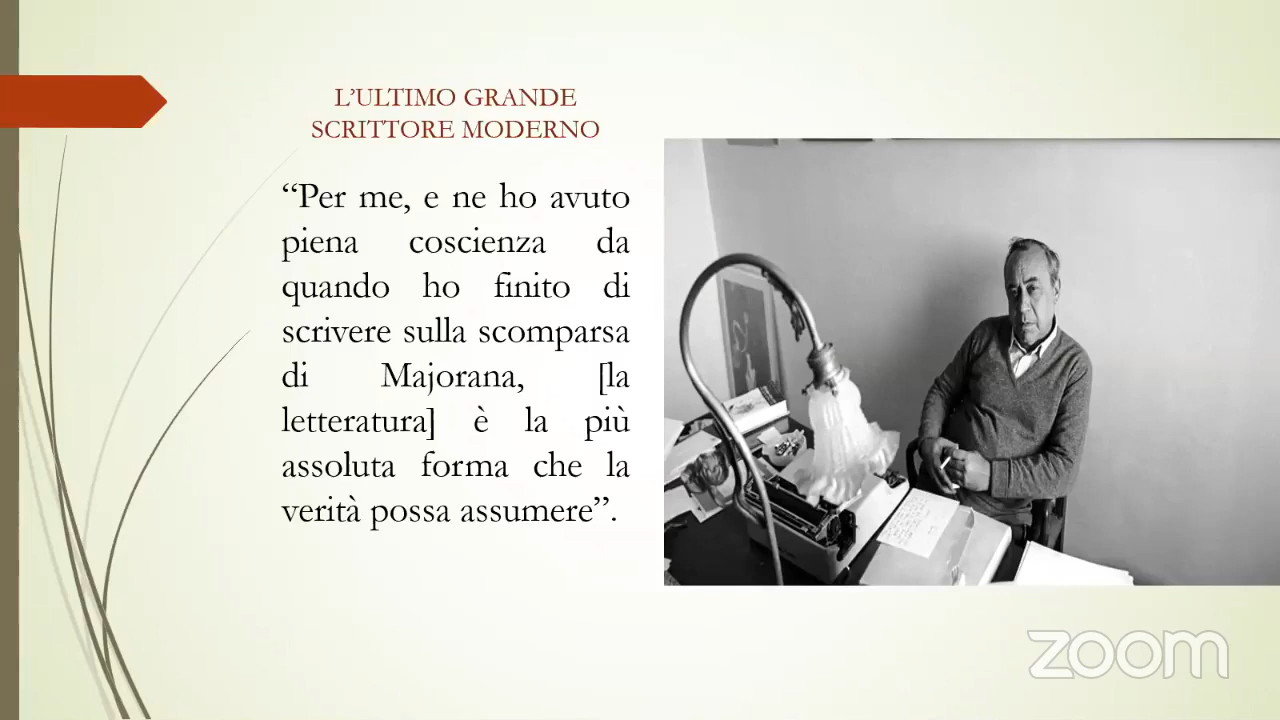 L’ULTIMO GRANDE
SCRITTORE MODERNO
“Per me, e ne ho avuto
piena coscienza da
quando ho finito di
scrivere sulla scomparsa
di Majorana, [la
letteratura] è la più
assoluta forma che la
verità possa assumere”.
zoom